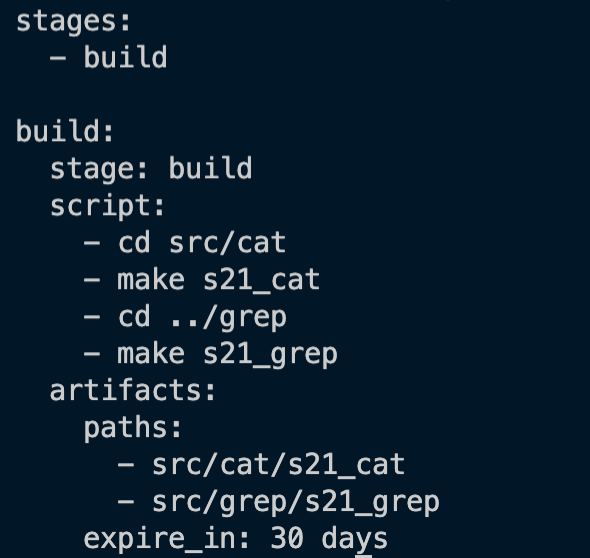 stages:
  - build

build:
  stage: build
  script:
    - cd src/cat
    - make s21_cat
    - cd ../grep
    - make s21_grep
  artifacts:
    paths:
      - src/cat/s21_cat
      - src/grep/s21_grep
    expire_in: 30 days